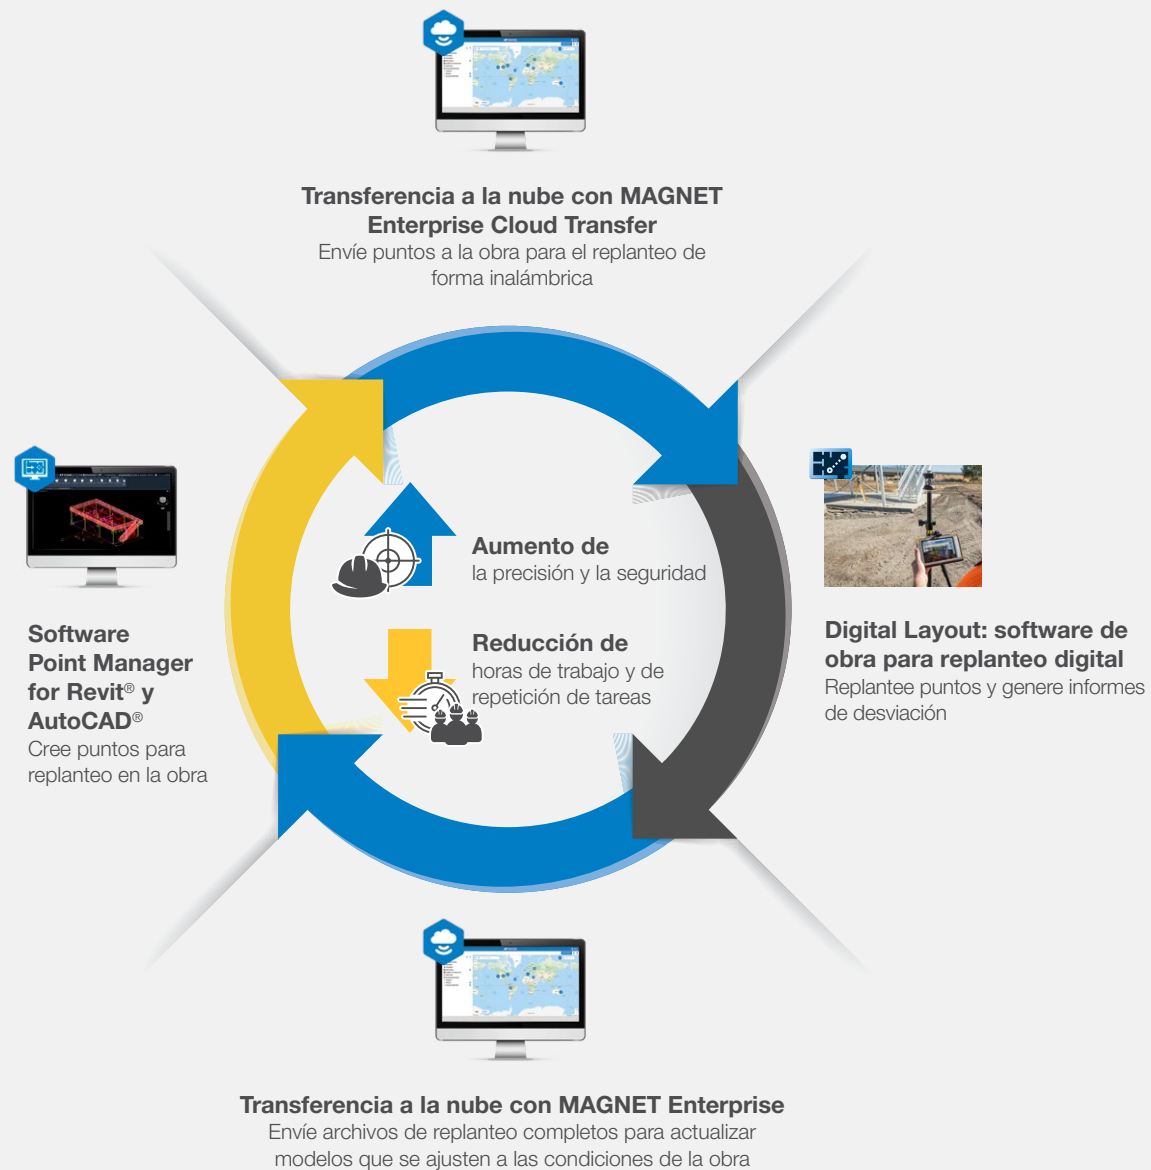 Transferencia a la nube con MAGNET
Enterprise Cloud Transfer
Envíe puntos a la obra para el replanteo de
forma inalámbrica
Aumento de
la precisión y la seguridad
Reducción de
horas de trabajo y de
repetición de tareas
Software
Point Manager
for Revit® y
AutoCAD®
Cree puntos para
replanteo en la obra
Digital Layout: software de
obra para replanteo digital
Replantee puntos y genere informes
de desviación
Transferencia a la nube con MAGNET Enterprise
Envíe archivos de replanteo completos para actualizar
modelos que se ajusten a las condiciones de la obra